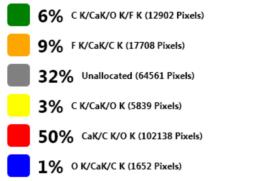 6% C K/CaK/O K/F K (12902 Pixels)
9% F K/CaK/C K (17708 Pixels)
32% Unallocated (64561 Pixels)
3% C K/CaK/O K (5839 Pixels)
50% CaK/C K/O K (102138 Pixels)
1% O K/CaK/C K (1652 Pixels)